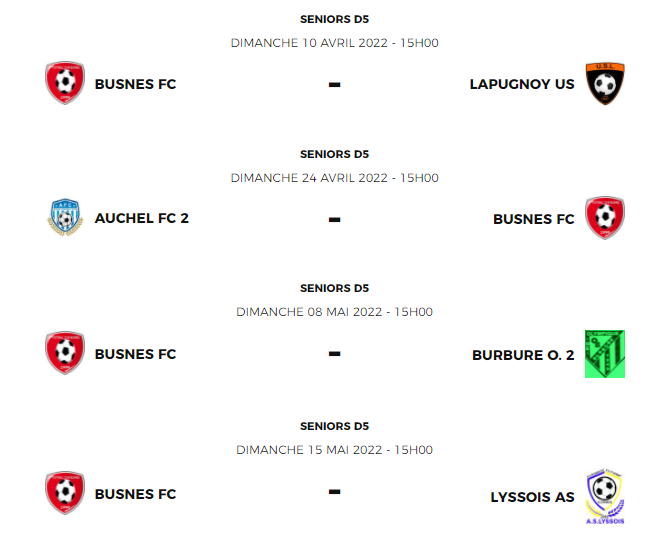 SENIORS D5
DIMANCHE 10 AVRIL 2022 - 15H00
BUSNES FC - LAPUGNOY US
U.S.L.
SENIORS D5
DIMANCHE 24 AVRIL 2022 - 15H00
AUCHEL FC 2 - BUSNES FC
A F C
SENIORS D5
DIMANCHE 08 MAI 2022 - 15H00
BUSNES FC - BURBURE O. 2
SENIORS D5
DIMANCHE 15 MAI 2022 - 15H00
BUSNES FC - LYSSOIS AS
A.S.LYSSOIS